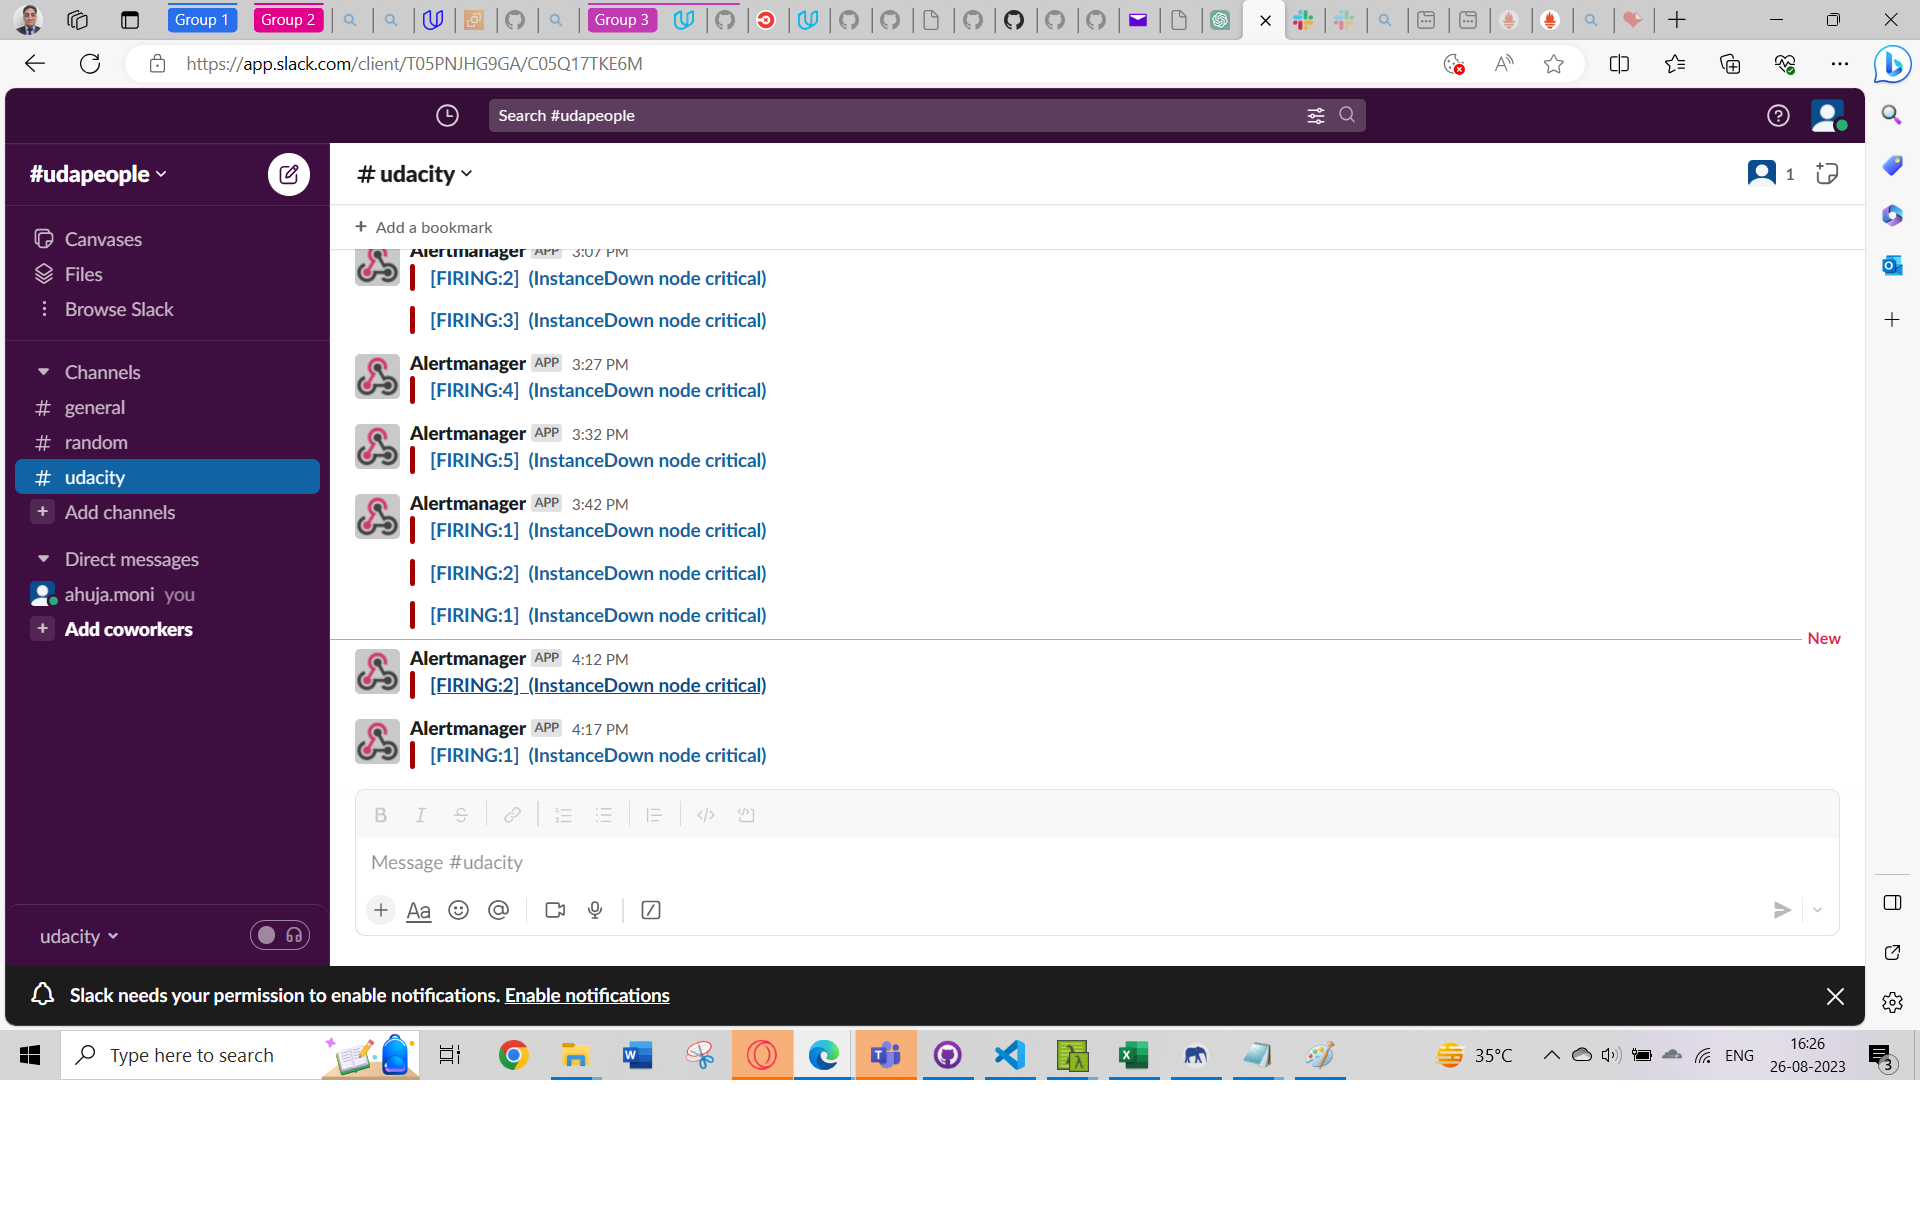 Group 1
Group 2
Group 3
https://app.slack.com/client/T05PNJHG9GA/C05Q17TKE6M
Search #udapeople
#udapeople
Canvases
Files
Browse Slack
Channels
# general
# random
# udacity
+ Add channels
Direct messages
ahuja.moni you
+ Add coworkers
udacity
# udacity
1
+ Add a bookmark
Alertmanager APP 3:07 PM
[FIRING:2] (InstanceDown node critical)
[FIRING:3] (InstanceDown node critical)
Alertmanager APP 3:27 PM
[FIRING:4] (InstanceDown node critical)
Alertmanager APP 3:32 PM
[FIRING:5] (InstanceDown node critical)
Alertmanager APP 3:42 PM
[FIRING:1] (InstanceDown node critical)
[FIRING:2] (InstanceDown node critical)
[FIRING:1] (InstanceDown node critical)
New
Alertmanager APP 4:12 PM
[FIRING:2] (InstanceDown node critical)
Alertmanager APP 4:17 PM
[FIRING:1] (InstanceDown node critical)
Message #udacity
Aa
Slack needs your permission to enable notifications. Enable notifications
Type here to search
35°C
ENG
16:26
26-08-2023
3